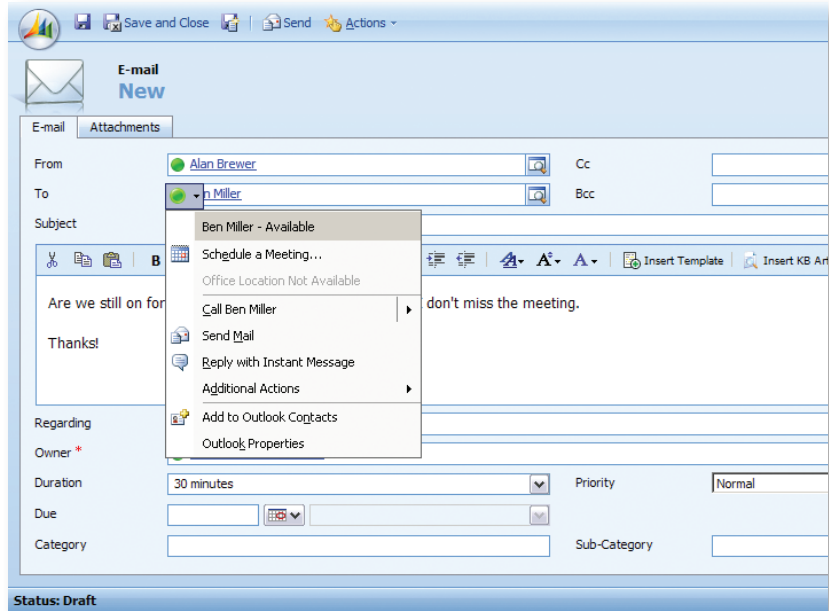 Save and Close Send Actions
E-mail
New
E-mail Attachments
From Alan Brewer Cc
To n Miller Bcc
Subject
Ben Miller - Available
Schedule a Meeting...
Office Location Not Available
Call Ben Miller
Send Mail
Reply with Instant Message
Additional Actions
Add to Outlook Contacts
Outlook Properties
B A A A Insert Template Insert KB Art
Are we still on for don't miss the meeting.
Thanks!
Regarding
Owner *
Duration 30 minutes Priority Normal
Due
Category Sub-Category
Status: Draft